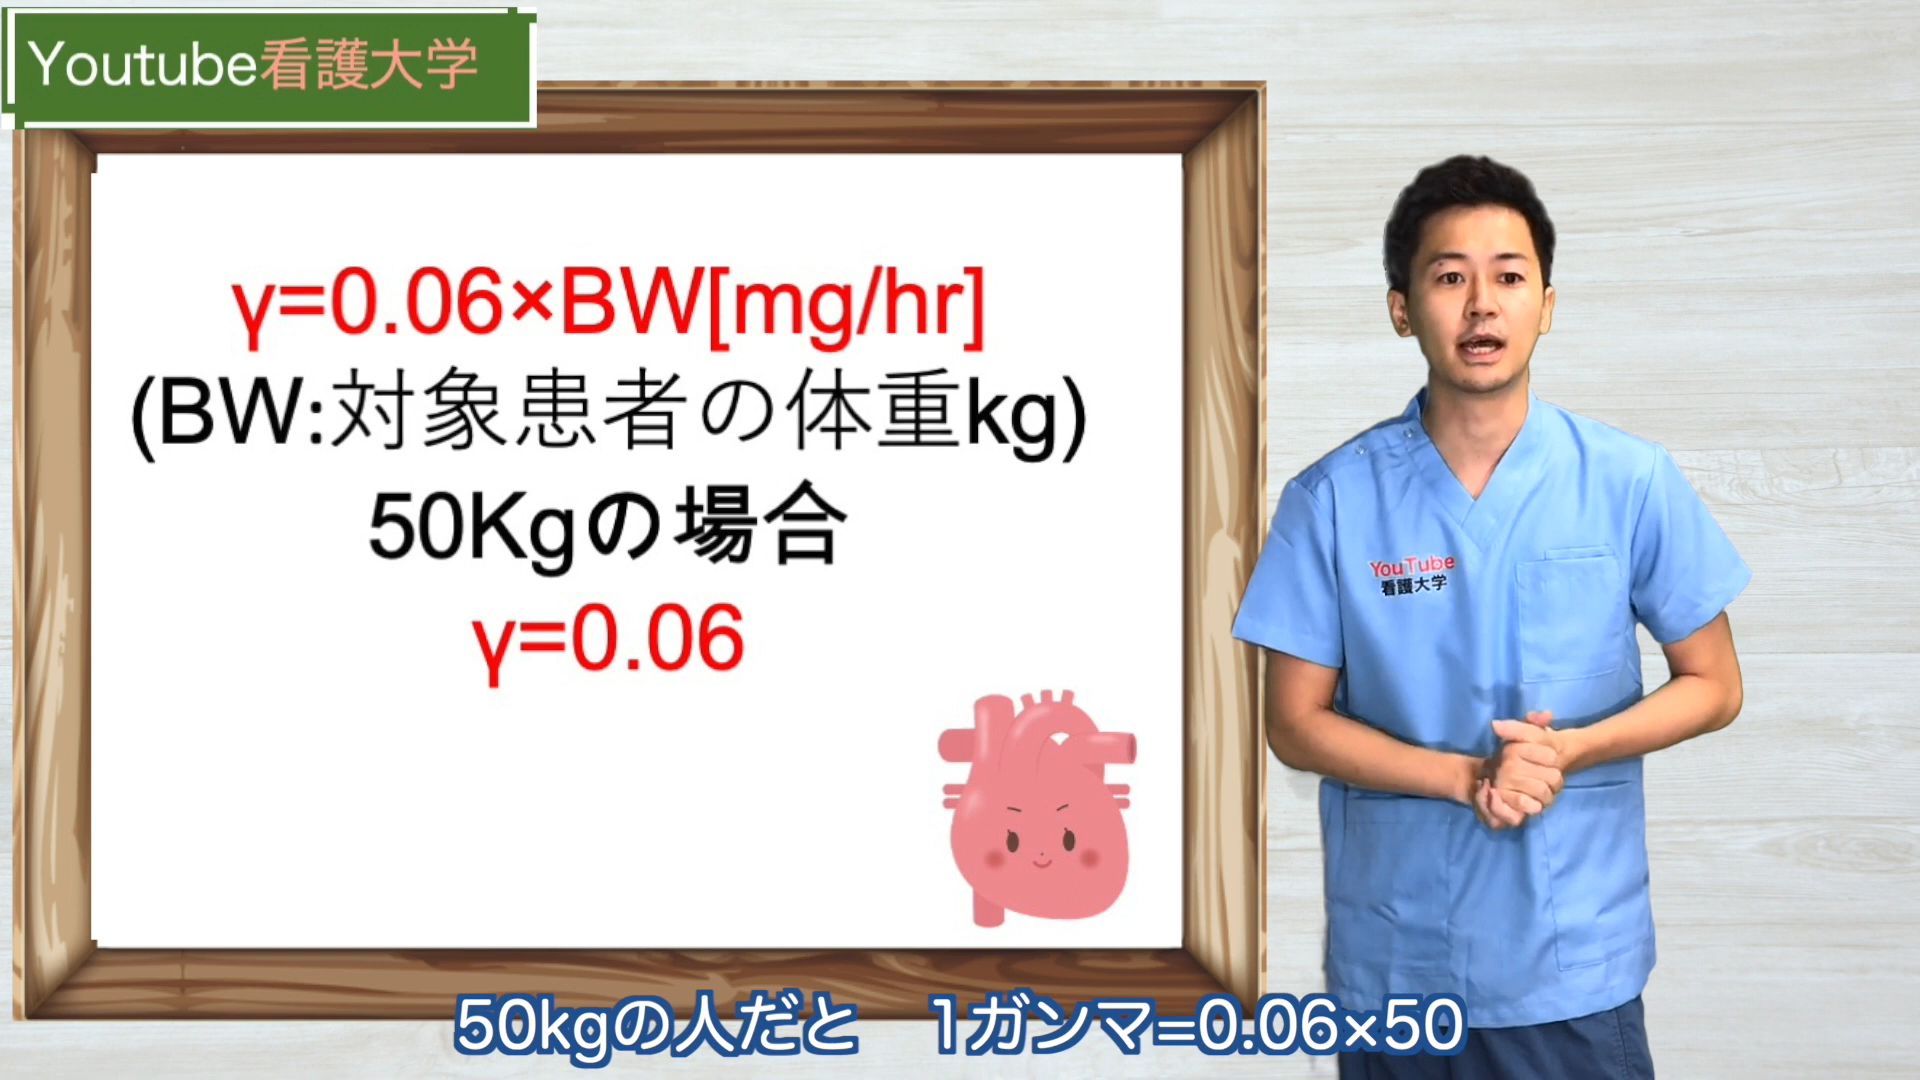 Youtube看護大学
γ=0.06×BW[mg/hr]
(BW:対象患者の体重kg)
50Kgの場合
γ=0.06
YouTube
看護大学
50kgの人だと　1ガンマ=0.06×50